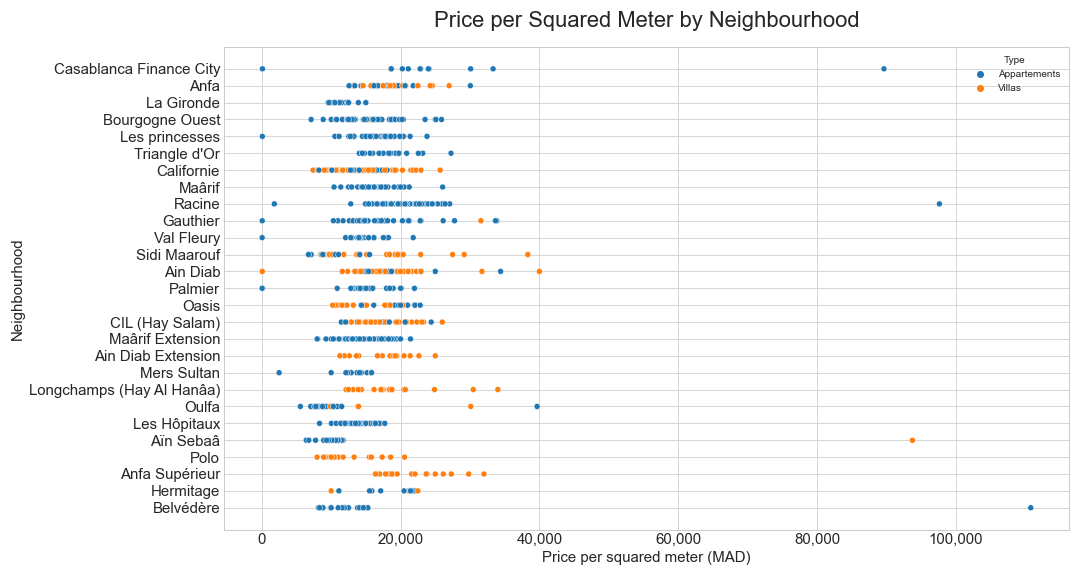 Price per Squared Meter by Neighbourhood
Type
Appartements
Villas
Neighbourhood
Casablanca Finance City
Anfa
La Gironde
Bourgogne Ouest
Les princesses
Triangle d'Or
Californie
Maârif
Racine
Gauthier
Val Fleury
Sidi Maarouf
Ain Diab
Palmier
Oasis
CIL (Hay Salam)
Maârif Extension
Ain Diab Extension
Mers Sultan
Longchamps (Hay Al Hanâa)
Oulfa
Les Hôpitaux
Aïn Sebaâ
Polo
Anfa Supérieur
Hermitage
Belvédère
0 20,000 40,000 60,000 80,000 100,000
Price per squared meter (MAD)